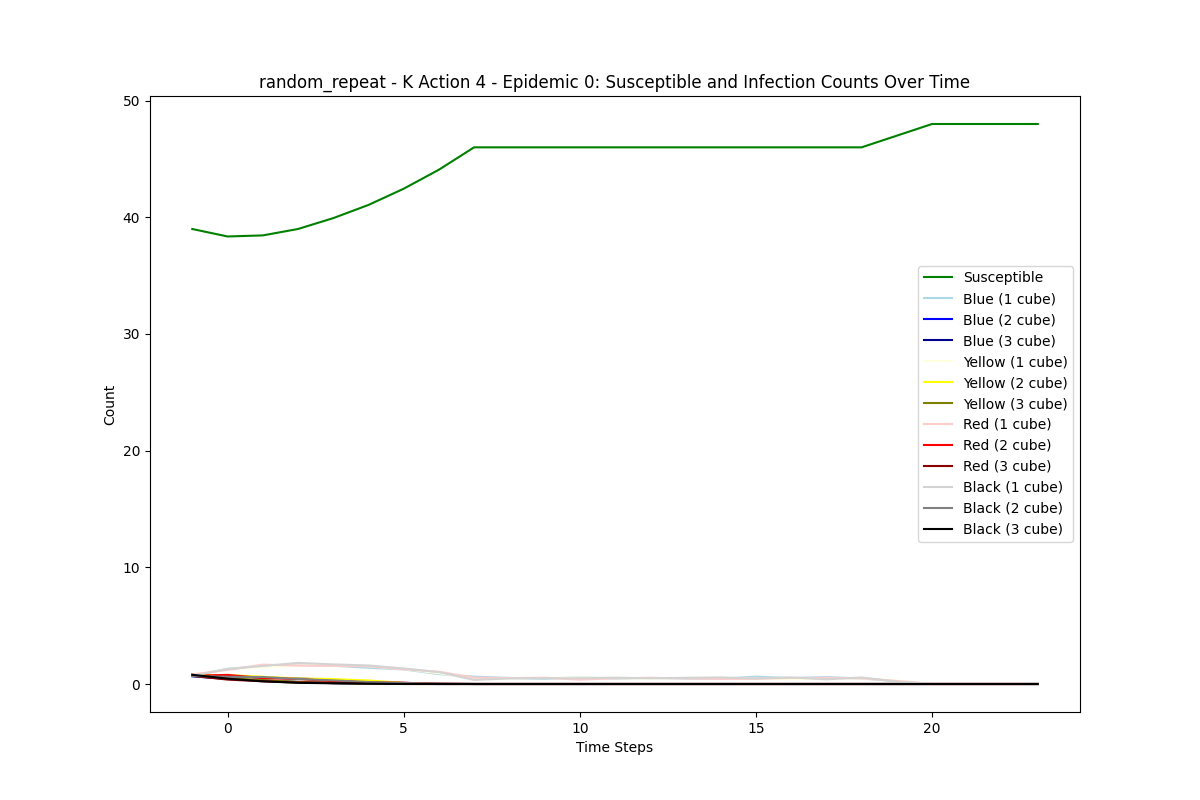 random_repeat - K Action 4 - Epidemic 0: Susceptible and Infection Counts Over Time
50
40
30
20
10
0
Count
Susceptible
Blue (1 cube)
Blue (2 cube)
Blue (3 cube)
Yellow (1 cube)
Yellow (2 cube)
Yellow (3 cube)
Red (1 cube)
Red (2 cube)
Red (3 cube)
Black (1 cube)
Black (2 cube)
Black (3 cube)
0 5 10 15 20
Time Steps